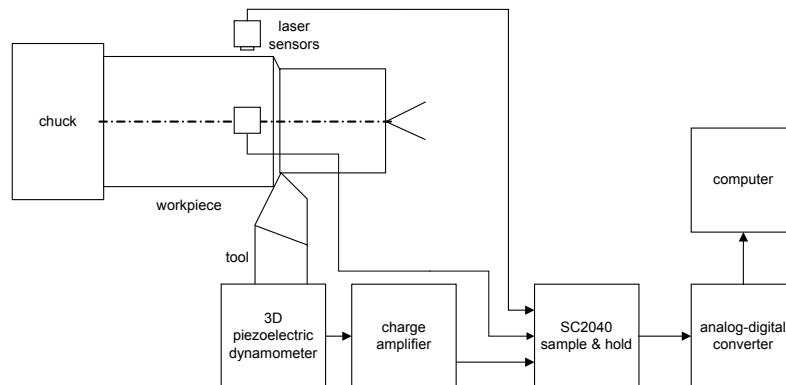 laser
sensors
chuck
workpiece
computer
tool
3D
piezoelectric
dynamometer
charge
amplifier
SC2040
sample & hold
analog-digital
converter